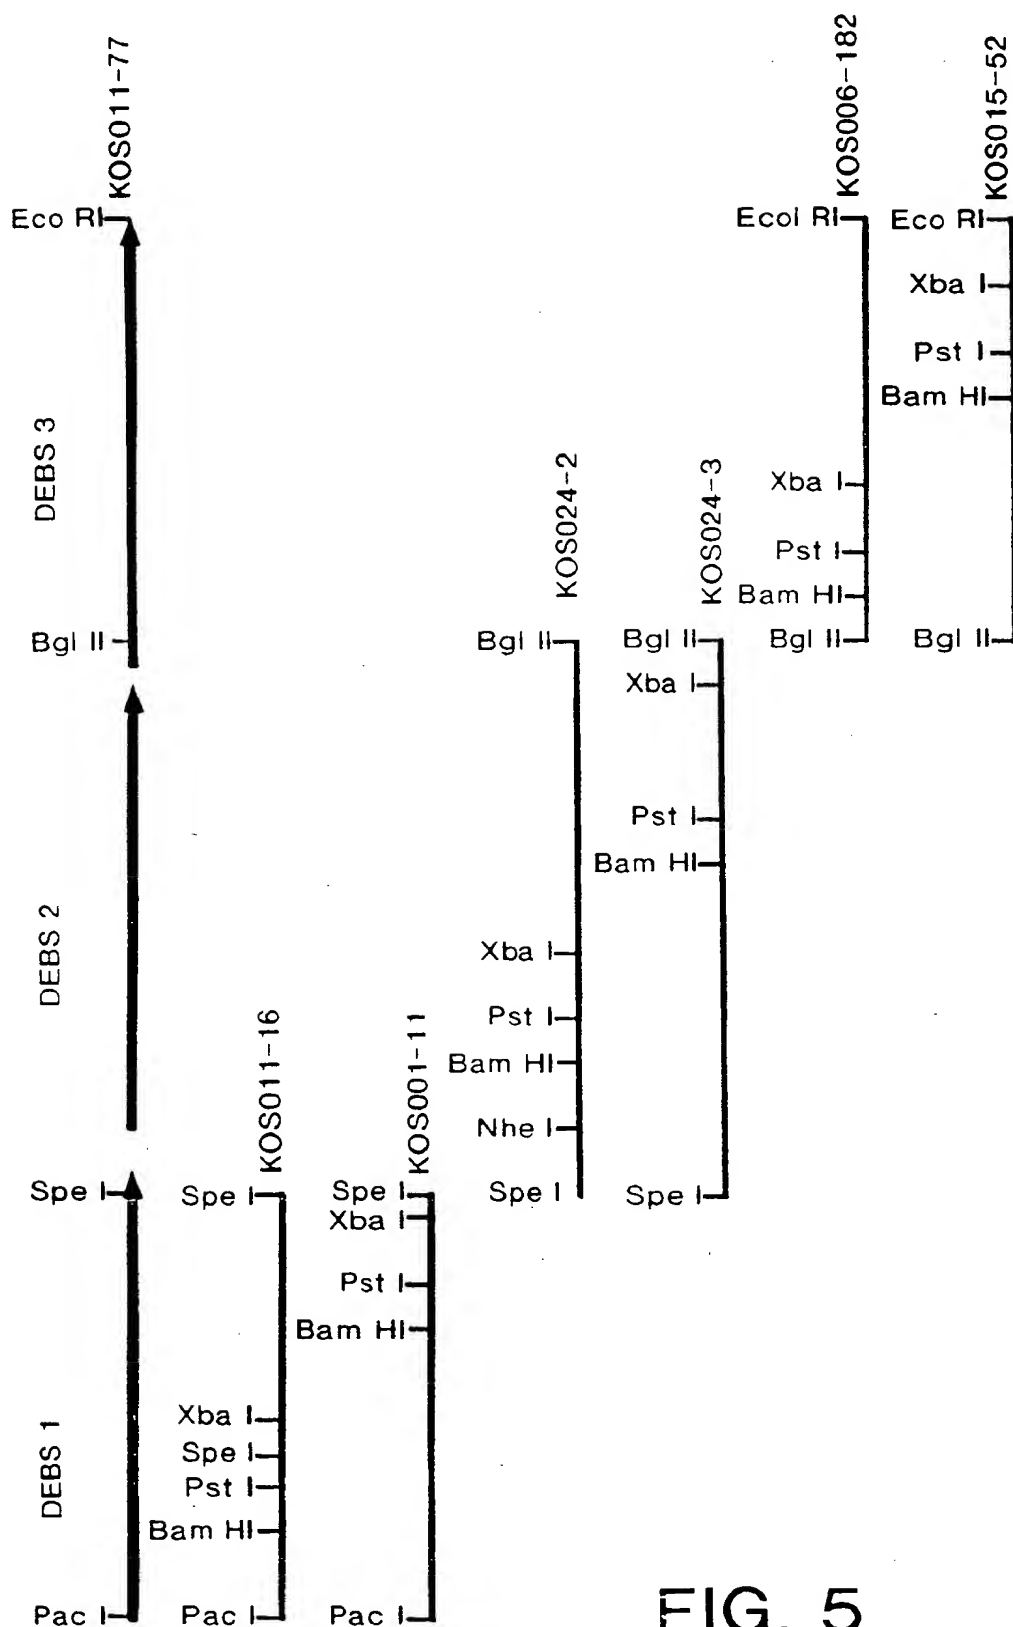 KOS011-77
Eco RI
DEBS 3
Bgl II
DEBS 2
Spe I
DEBS 1
Pac I
KOS011-16
Spe I
Xba I
Spe I
Pst I
Bam HI
Pac I
KOS001-11
Spe I
Xba I
Pst I
Bam HI
Pac I
KOS024-2
Bgl II
Xba I
Pst I
Bam HI
Nhe I
Spe I
KOS024-3
Bgl II
Xba I
Pst I
Bam HI
Spe I
KOS006-182
EcoI RI
Xba I
Pst I
Bam HI
Bgl II
KOS015-52
Eco RI
Xba I
Pst I
Bam HI
Bgl II
FIG. 5